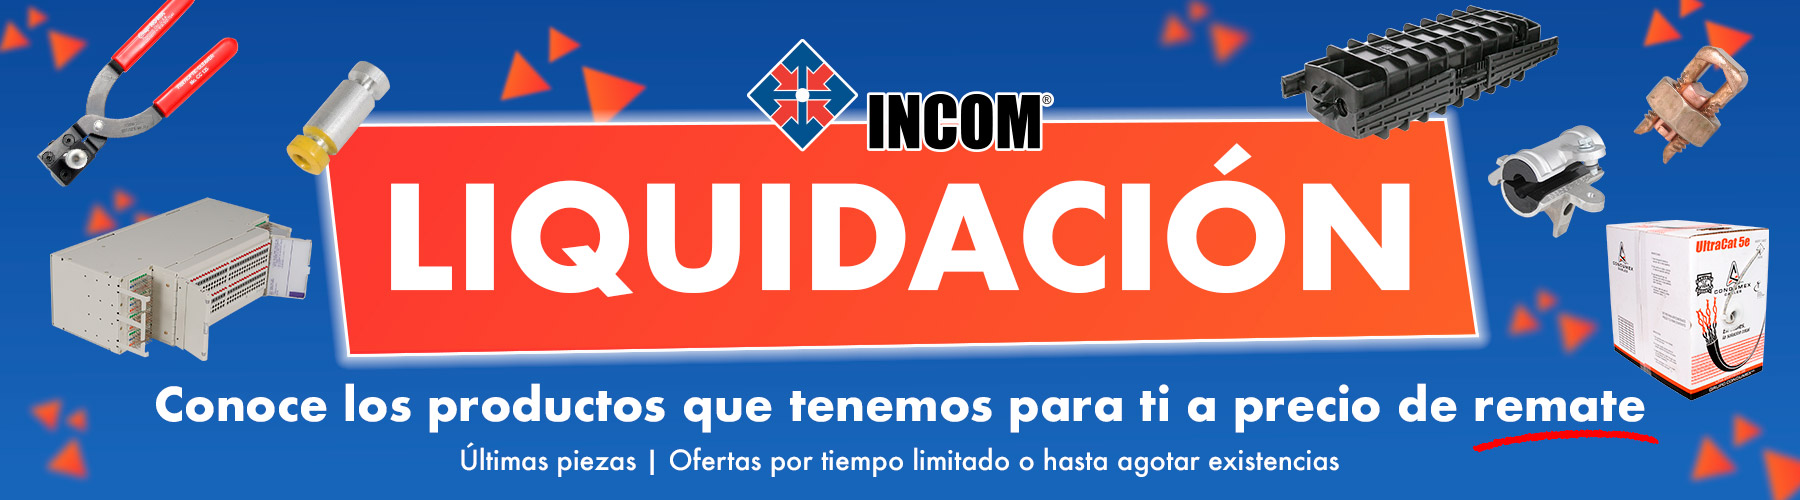 INCOM®
LIQUIDACIÓN
UltraCat 5e
CONDUMEX
Conoce los productos que tenemos para ti a precio de remate
Últimas piezas | Ofertas por tiempo limitado o hasta agotar existencias